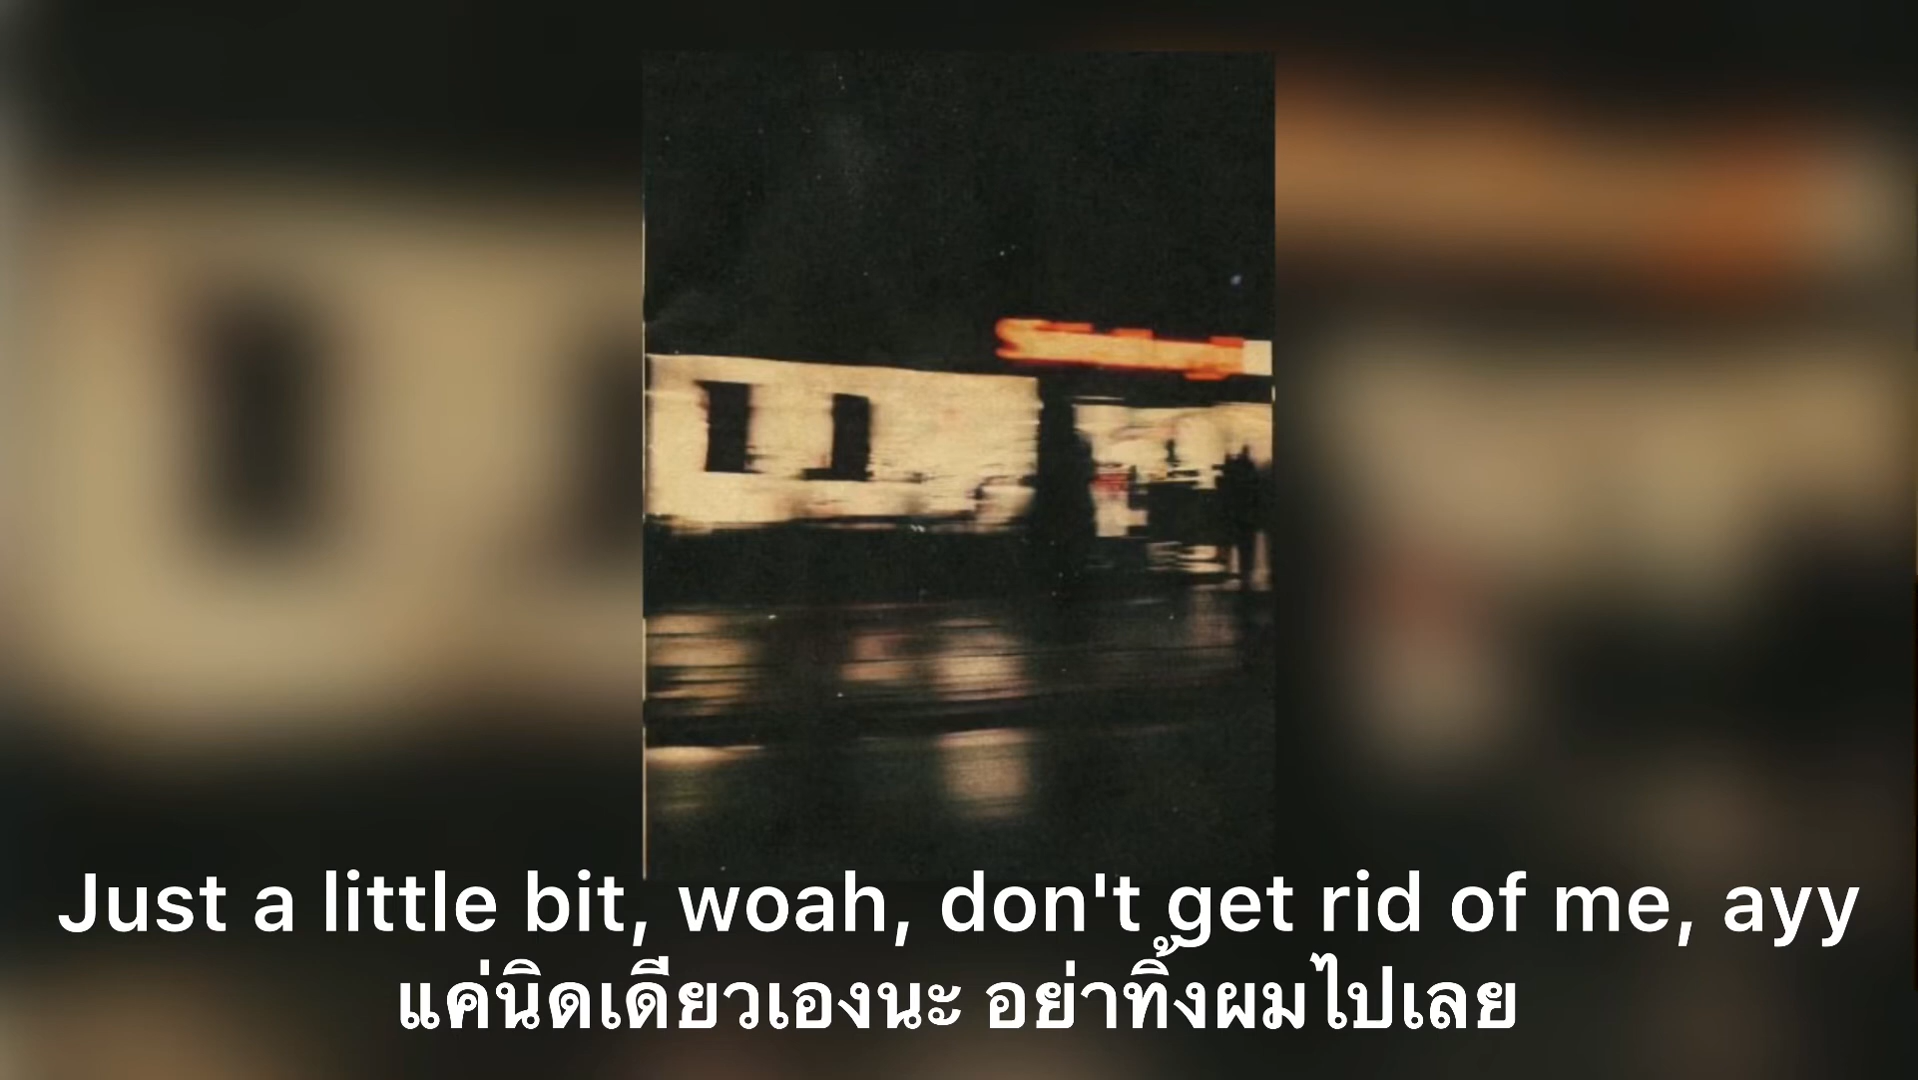 Just a little bit, woah, don't get rid of me, ayy
แค่นิดเดียวเองนะ อย่าทิ้งผมไปเลย